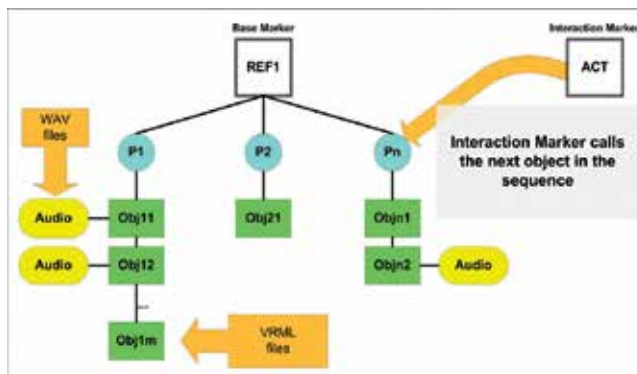 Base Marker
Interaction Marker
REF1
ACT
WAV
files
P1
P2
Pn
Interaction Marker calls
the next object in the
sequence
Audio
Obj11
Obj21
Objn1
Audio
Obj12
Objn2
Audio
...
Obj1m
VRML
files